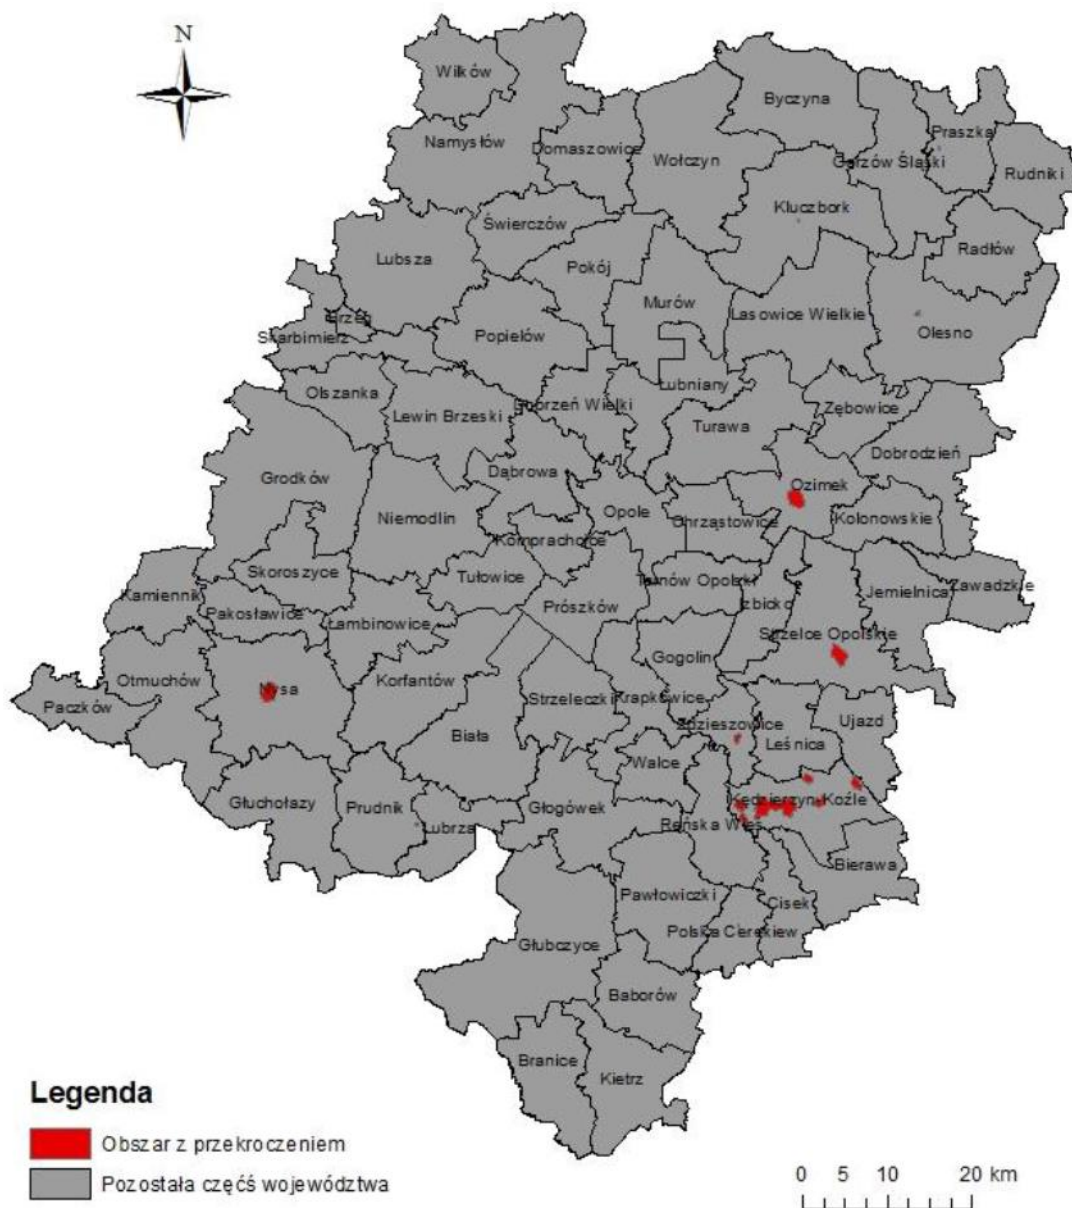 N
Wilków
Byczyna
Namysłów
Domaszowice
Wołczyn
Praszka
Gorzów Śląski
Rudniki
Kluczbork
Świerczów
Radłów
Lubsza
Pokój
Murów
Lasowice Wielkie
Brzeg
Skarbimierz
Popielów
Olesno
Olszanka
Łubniany
Lewin Brzeski
Dobrzeń Wielki
Zębowice
Turawa
Dobrodzień
Grodków
Dąbrowa
Ozimek
Niemodlin
Opole
Chrząstowice
Kolonowskie
Komprachcice
Skoroszyce
Tułowice
Tarnów Opolski
Kamiennik
Jemielnica
Zawadzkie
Pakosławice
Łambinowice
Prószków
Izbicko
Strzelce Opolskie
Otmuchów
Nysa
Korfantów
Gogolin
Paczków
Strzeleczki
Krapkowice
Ujazd
Zdzieszowice
Biała
Leśnica
Walce
Głuchołazy
Prudnik
Głogówek
Kędzierzyn-Koźle
Lubrza
Reńska Wieś
Bierawa
Pawłowiczki
Cisek
Polska Cerekiew
Głubczyce
Baborów
Branice
Kietrz
Legenda
Obszar z przekroczeniem
Pozostała częśś województwa
0 5 10 20 km